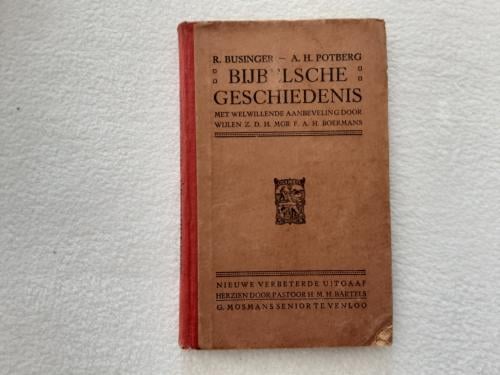 R. BUSINGER – A. H. POTBERG
BIJBELSCHE
GESCHIEDENIS
MET WELWILLENDE AANBEVELING DOOR
WIJLEN Z. D. H. MGR F. A. H. BOERMANS
NIEUWE VERBETERDE UITGAAF
HERZIEN DOOR PASTOOR H. M. H. BARTELS
G. MOSMANS SENIOR TE VENLOO